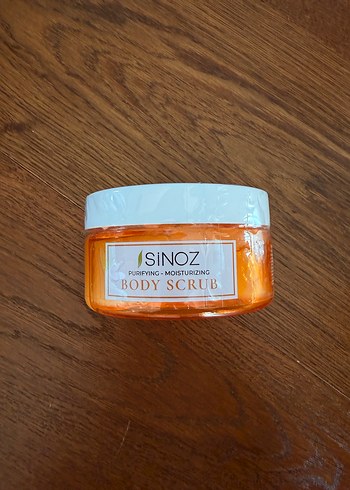 SiNOZ
PURIFYING - MOISTURIZING
BODY SCRUB